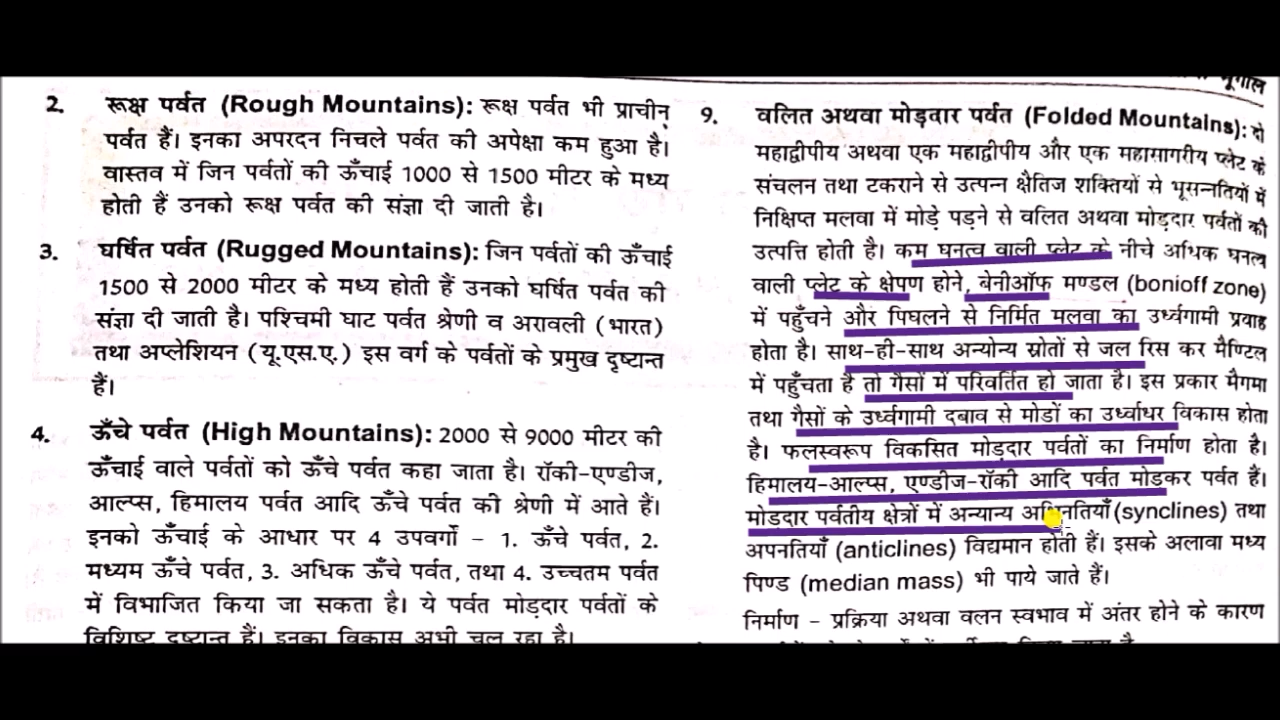 2. रूक्ष पर्वत (Rough Mountains): रूक्ष पर्वत भी प्राचीन
पर्वत हैं। इनका अपरदन निचले पर्वत की अपेक्षा कम हुआ है।
वास्तव में जिन पर्वतों की ऊँचाई 1000 से 1500 मीटर के मध्य
होती हैं उनको रूक्ष पर्वत की संज्ञा दी जाती है।
3. घर्षित पर्वत (Rugged Mountains): जिन पर्वतों की ऊँचाई
1500 से 2000 मीटर के मध्य होती हैं उनको घर्षित पर्वत की
संज्ञा दी जाती है। पश्चिमी घाट पर्वत श्रेणी व अरावली (भारत)
तथा अप्लेशियन (यू.एस.ए.) इस वर्ग के पर्वतों के प्रमुख दृष्टान्त
हैं।
4. ऊँचे पर्वत (High Mountains): 2000 से 9000 मीटर की
ऊँचाई वाले पर्वतों को ऊँचे पर्वत कहा जाता है। रॉकी-एण्डीज,
आल्प्स, हिमालय पर्वत आदि ऊँचे पर्वत की श्रेणी में आते हैं।
इनको ऊँचाई के आधार पर 4 उपवर्गो – 1. ऊँचे पर्वत, 2.
मध्यम ऊँचे पर्वत, 3. अधिक ऊँचे पर्वत, तथा 4. उच्चतम पर्वत
में विभाजित किया जा सकता है। ये पर्वत मोड़दार पर्वतों के
विशिष्ट दृष्टान्त हैं। इनका विकास अभी चल रहा है।
भूगोल
9. वलित अथवा मोड़दार पर्वत (Folded Mountains): दो
महाद्वीपीय अथवा एक महाद्वीपीय और एक महासागरीय प्लेट के
संचलन तथा टकराने से उत्पन्न क्षैतिज शक्तियों से भूसन्नतियों में
निक्षिप्त मलवा में मोड़े पड़ने से वलित अथवा मोड़दार पर्वतों की
उत्पत्ति होती है। कम घनत्व वाली प्लेट के नीचे अधिक घनत्व
वाली प्लेट के क्षेपण होने, बेनीऑफ मण्डल (bonioff zone)
में पहुँचने और पिघलने से निर्मित मलवा का उर्ध्वगामी प्रवाह
होता है। साथ-ही-साथ अन्योन्य स्रोतों से जल रिस कर मैण्टिल
में पहुँचता है तो गैसों में परिवर्तित हो जाता है। इस प्रकार मैगमा
तथा गैसों के उर्ध्वगामी दबाव से मोडों का उर्ध्वाधर विकास होता
है। फलस्वरूप विकसित मोड़दार पर्वतों का निर्माण होता है।
हिमालय-आल्प्स, एण्डीज-रॉकी आदि पर्वत मोड़कर पर्वत हैं।
मोडदार पर्वतीय क्षेत्रों में अन्यान्य अभिनतियाँ (synclines) तथा
अपनतियाँ (anticlines) विद्यमान होती हैं। इसके अलावा मध्य
पिण्ड (median mass) भी पाये जाते हैं।
निर्माण – प्रक्रिया अथवा वलन स्वभाव में अंतर होने के कारण